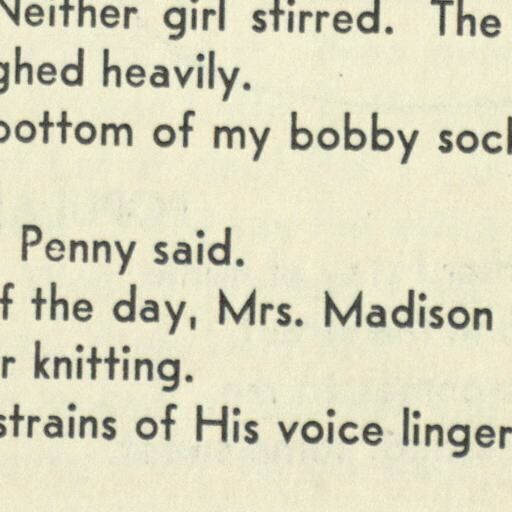 Neither girl stirred. The
ghed heavily.
bottom of my bobby soc
Penny said.
f the day, Mrs. Madison
r knitting.
strains of His voice linger